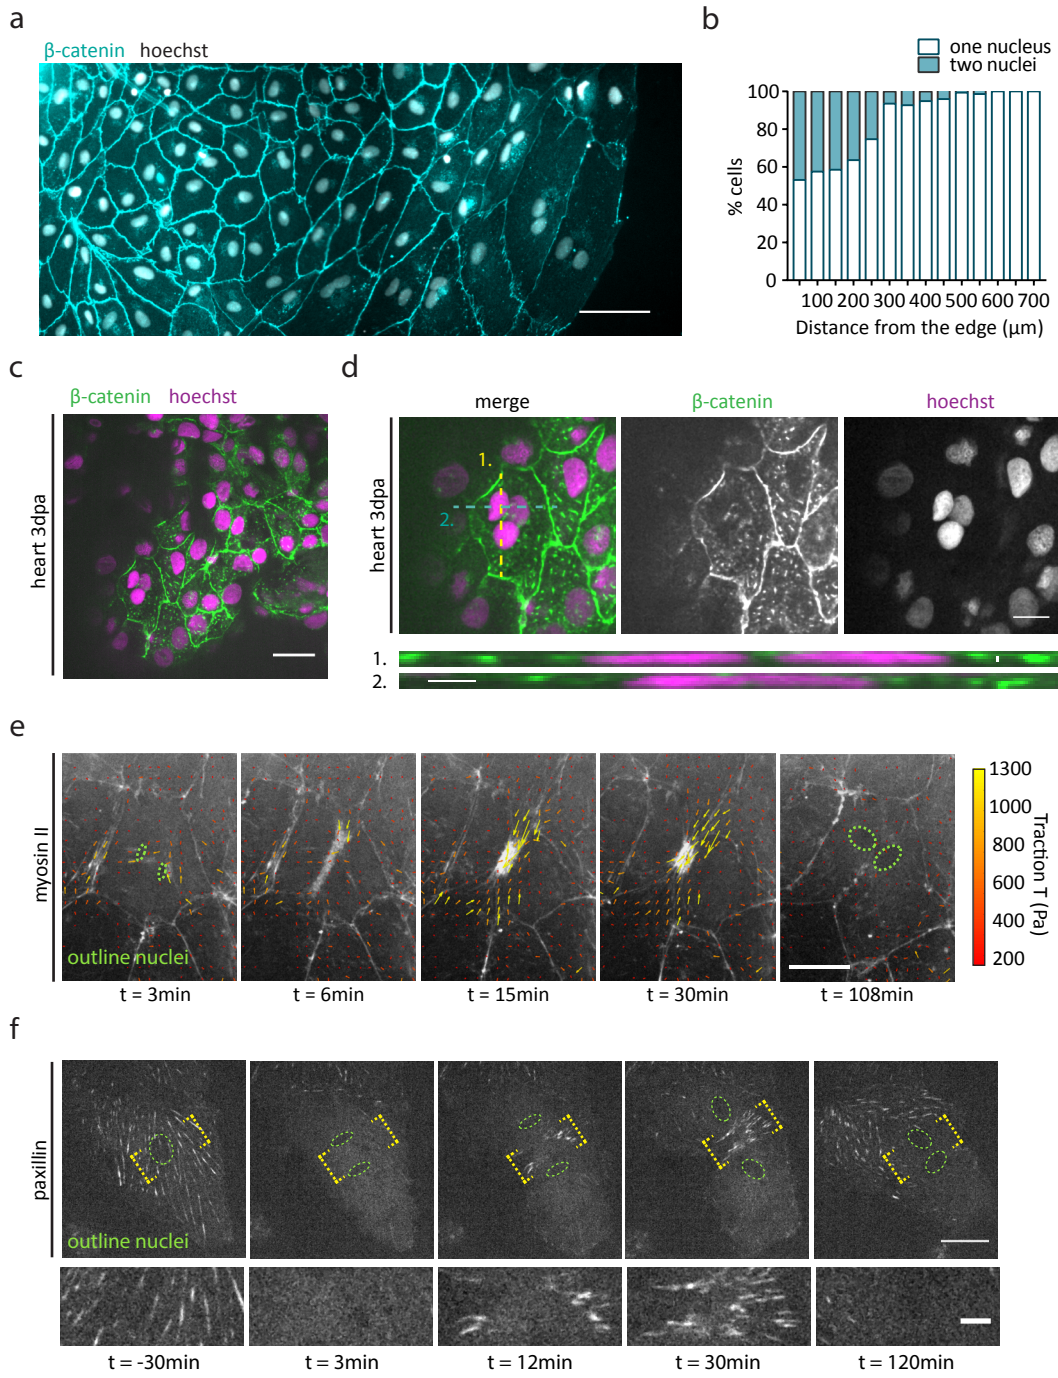 a
β-catenin hoechst
b
one nucleus
two nuclei
100
80
60
40
20
0
% cells
100 200 300 400 500 600 700
Distance from the edge (μm)
c
β-catenin hoechst
heart 3dpa
d
merge
β-catenin
hoechst
heart 3dpa
1.
2.
1.
2.
e
myosin II
outline nuclei
t = 3min
t = 6min
t = 15min
t = 30min
t = 108min
1300
1000
800
600
400
200
Traction T (Pa)
f
paxillin
outline nuclei
t = -30min
t = 3min
t = 12min
t = 30min
t = 120min